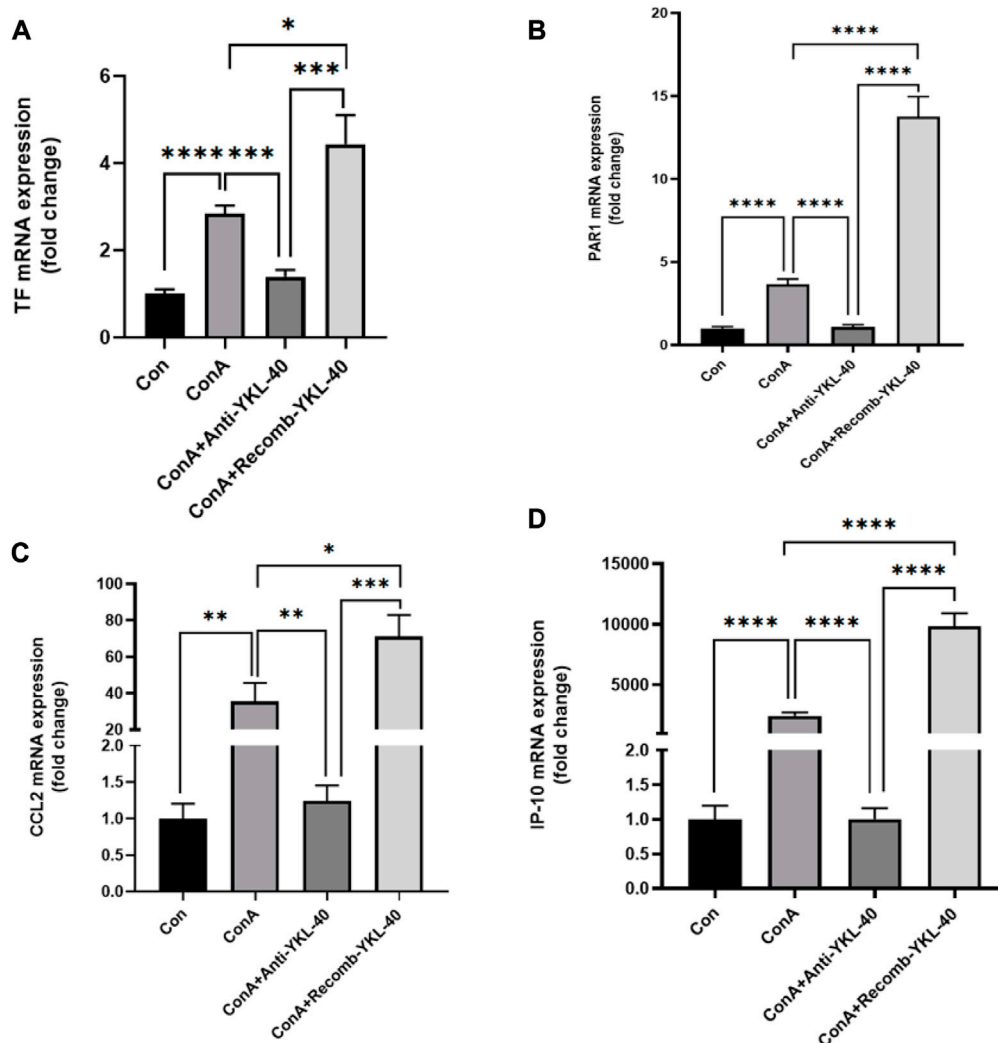 A
*
***
*******
TF mRNA expression
(fold change)
6
4
2
0
Con
ConA
ConA+Anti-YKL-40
ConA+Recomb-YKL-40
B
****
****
****
****
PAR1 mRNA expression
(fold change)
20
15
10
5
0
Con
ConA
ConA+Anti-YKL-40
ConA+Recomb-YKL-40
C
*
***
**
**
CCL2 mRNA expression
(fold change)
100
80
60
40
20
2.0
1.5
1.0
0.5
0.0
Con
ConA
ConA+Anti-YKL-40
ConA+Recomb-YKL-40
D
****
****
****
****
IP-10 mRNA expression
(fold change)
15000
10000
5000
2.0
1.5
1.0
0.5
0.0
Con
ConA
ConA+Anti-YKL-40
ConA+Recomb-YKL-40